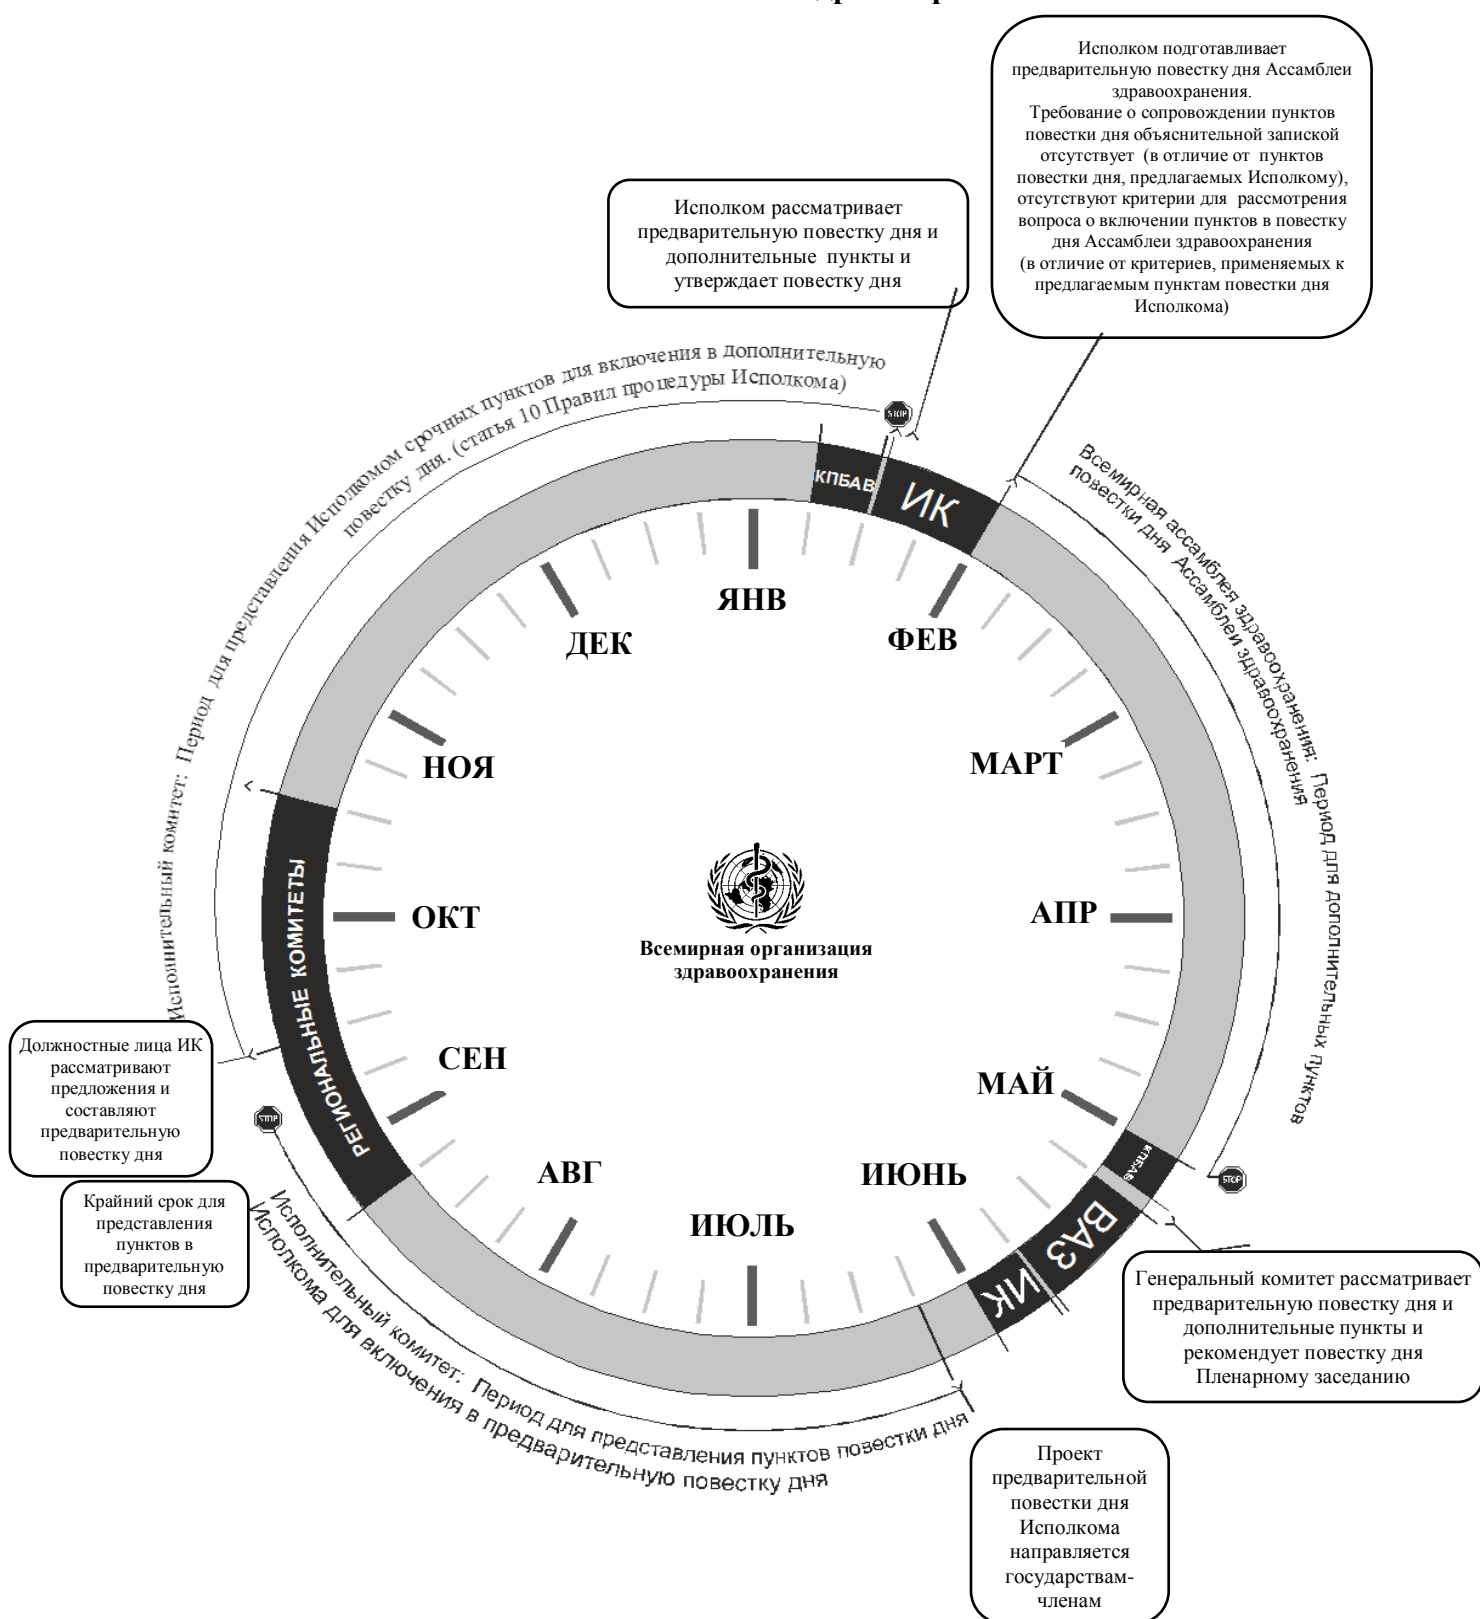 Исполком подготавливает
предварительную повестку дня Ассамблеи
здравоохранения.
Требование о сопровождении пунктов
повестки дня объяснительной запиской
отсутствует (в отличие от пунктов
повестки дня, предлагаемых Исполкому),
отсутствуют критерии для рассмотрения
вопроса о включении пунктов в повестку
дня Ассамблеи здравоохранения
(в отличие от критериев, применяемых к
предлагаемым пунктам повестки дня
Исполкома)
Исполком рассматривает
предварительную повестку дня и
дополнительные пункты и
утверждает повестку дня
Исполнительный комитет: Период для представления Исполкомом срочных пунктов для включения в дополнительную
повестку дня. (статья 10 Правил процедуры Исполкома)
STOP
КПБАВ
ИК
Всемирная ассамблея здравоохранения: Период для дополнительных пунктов
повестки дня Ассамблеи здравоохранения
ЯНВ
ДЕК
ФЕВ
НОЯ
МАРТ
ОКТ
АПР
СЕН
МАЙ
АВГ
ИЮНЬ
ИЮЛЬ
Всемирная организация
здравоохранения
РЕГИОНАЛЬНЫЕ КОМИТЕТЫ
Должностные лица ИК
рассматривают
предложения и
составляют
предварительную
повестку дня
STOP
Крайний срок для
представления
пунктов в
предварительную
повестку дня
КПБАВ
STOP
ВАЗ
ИК
Генеральный комитет рассматривает
предварительную повестку дня и
дополнительные пункты и
рекомендует повестку дня
Пленарному заседанию
Исполнительный комитет: Период для представления пунктов повестки дня
Исполкома для включения в предварительную повестку дня
Проект
предварительной
повестки дня
Исполкома
направляется
государствам-
членам